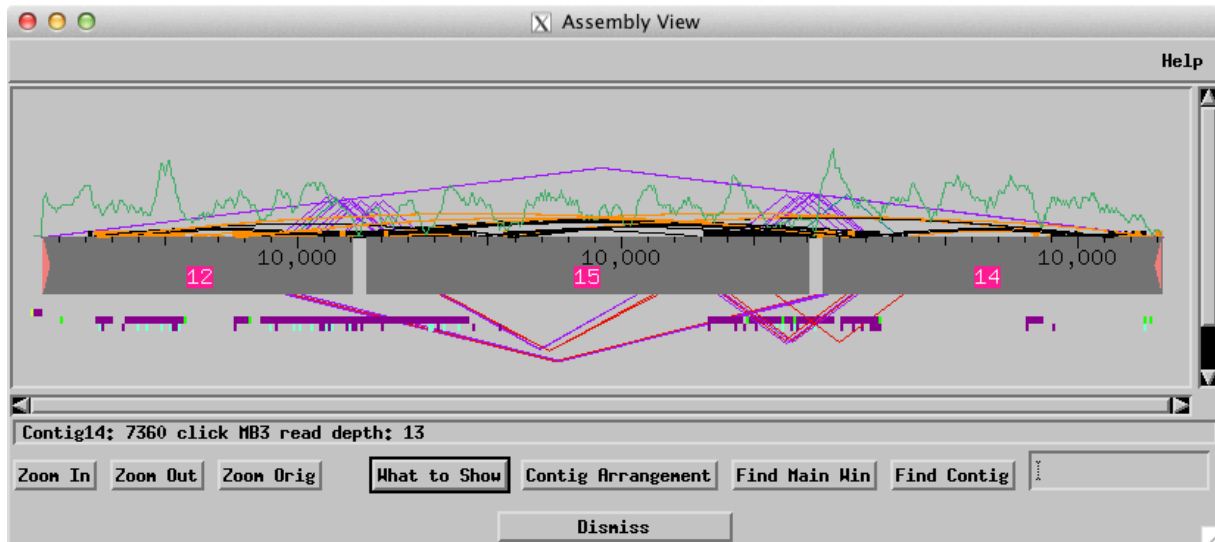 Assembly View
Help
10,000 10,000 10,000
12 15 14
Contig14: 7360 click MB3 read depth: 13
Zoom In Zoom Out Zoom Orig What to Show Contig Arrangement Find Main Win Find Contig
Dismiss